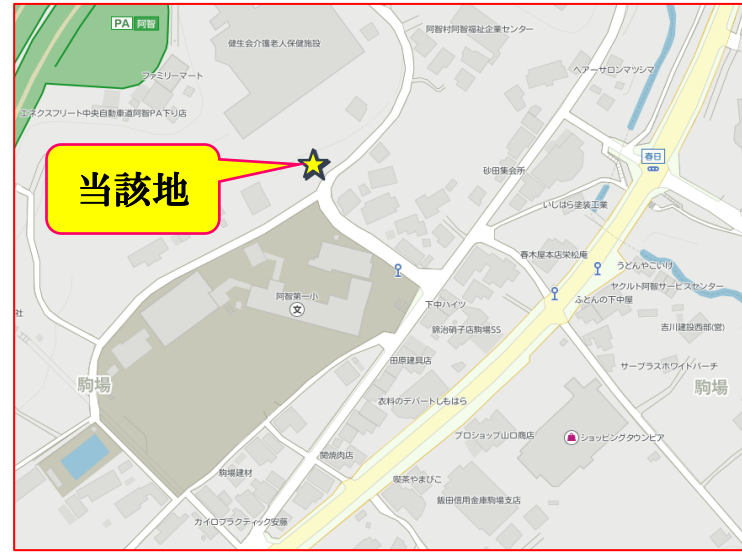 PA 阿智
阿智村阿智福祉企業センター
健生会介護老人保健施設
ヘアーサロンマツシマ
ファミリーマート
エネクスフリート中央自動車道阿智PA下り店
春日
当該地
砂田集会所
いしはら塗装工業
春木屋本店栄松庵
うどんやこいけ
ヤクルト阿智サービスセンター
阿智第一小
文
下中ハイツ
ふとんの下中屋
社
錦治硝子店駒場SS
吉川建設西部(営)
田原建具店
サープラスホワイトバーチ
駒場
駒場
衣料のデパートしもはら
プロショップ山口商店
ショッピングタウンピア
関焼肉店
駒場建材
喫茶やまびこ
飯田信用金庫駒場支店
カイロプラクティック安藤